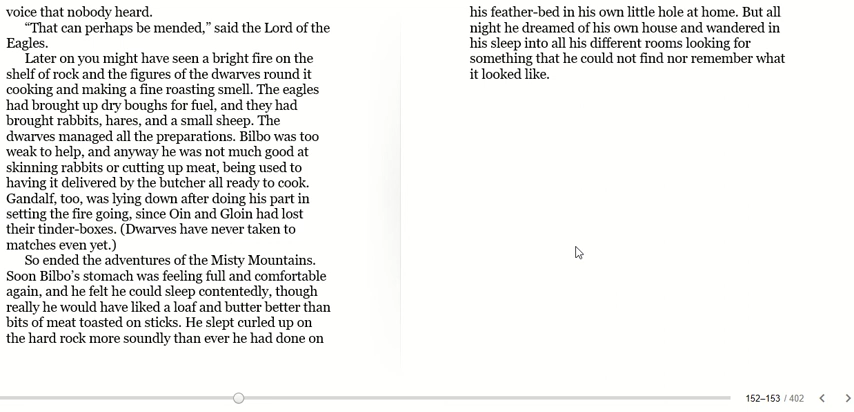 voice that nobody heard.
“That can perhaps be mended,” said the Lord of the
Eagles.
Later on you might have seen a bright fire on the
shelf of rock and the figures of the dwarves round it
cooking and making a fine roasting smell. The eagles
had brought up dry boughs for fuel, and they had
brought rabbits, hares, and a small sheep. The
dwarves managed all the preparations. Bilbo was too
weak to help, and anyway he was not much good at
skinning rabbits or cutting up meat, being used to
having it delivered by the butcher all ready to cook.
Gandalf, too, was lying down after doing his part in
setting the fire going, since Oin and Gloin had lost
their tinder-boxes. (Dwarves have never taken to
matches even yet.)
So ended the adventures of the Misty Mountains.
Soon Bilbo’s stomach was feeling full and comfortable
again, and he felt he could sleep contentedly, though
really he would have liked a loaf and butter better than
bits of meat toasted on sticks. He slept curled up on
the hard rock more soundly than ever he had done on
his feather-bed in his own little hole at home. But all
night he dreamed of his own house and wandered in
his sleep into all his different rooms looking for
something that he could not find nor remember what
it looked like.
152–153 / 402